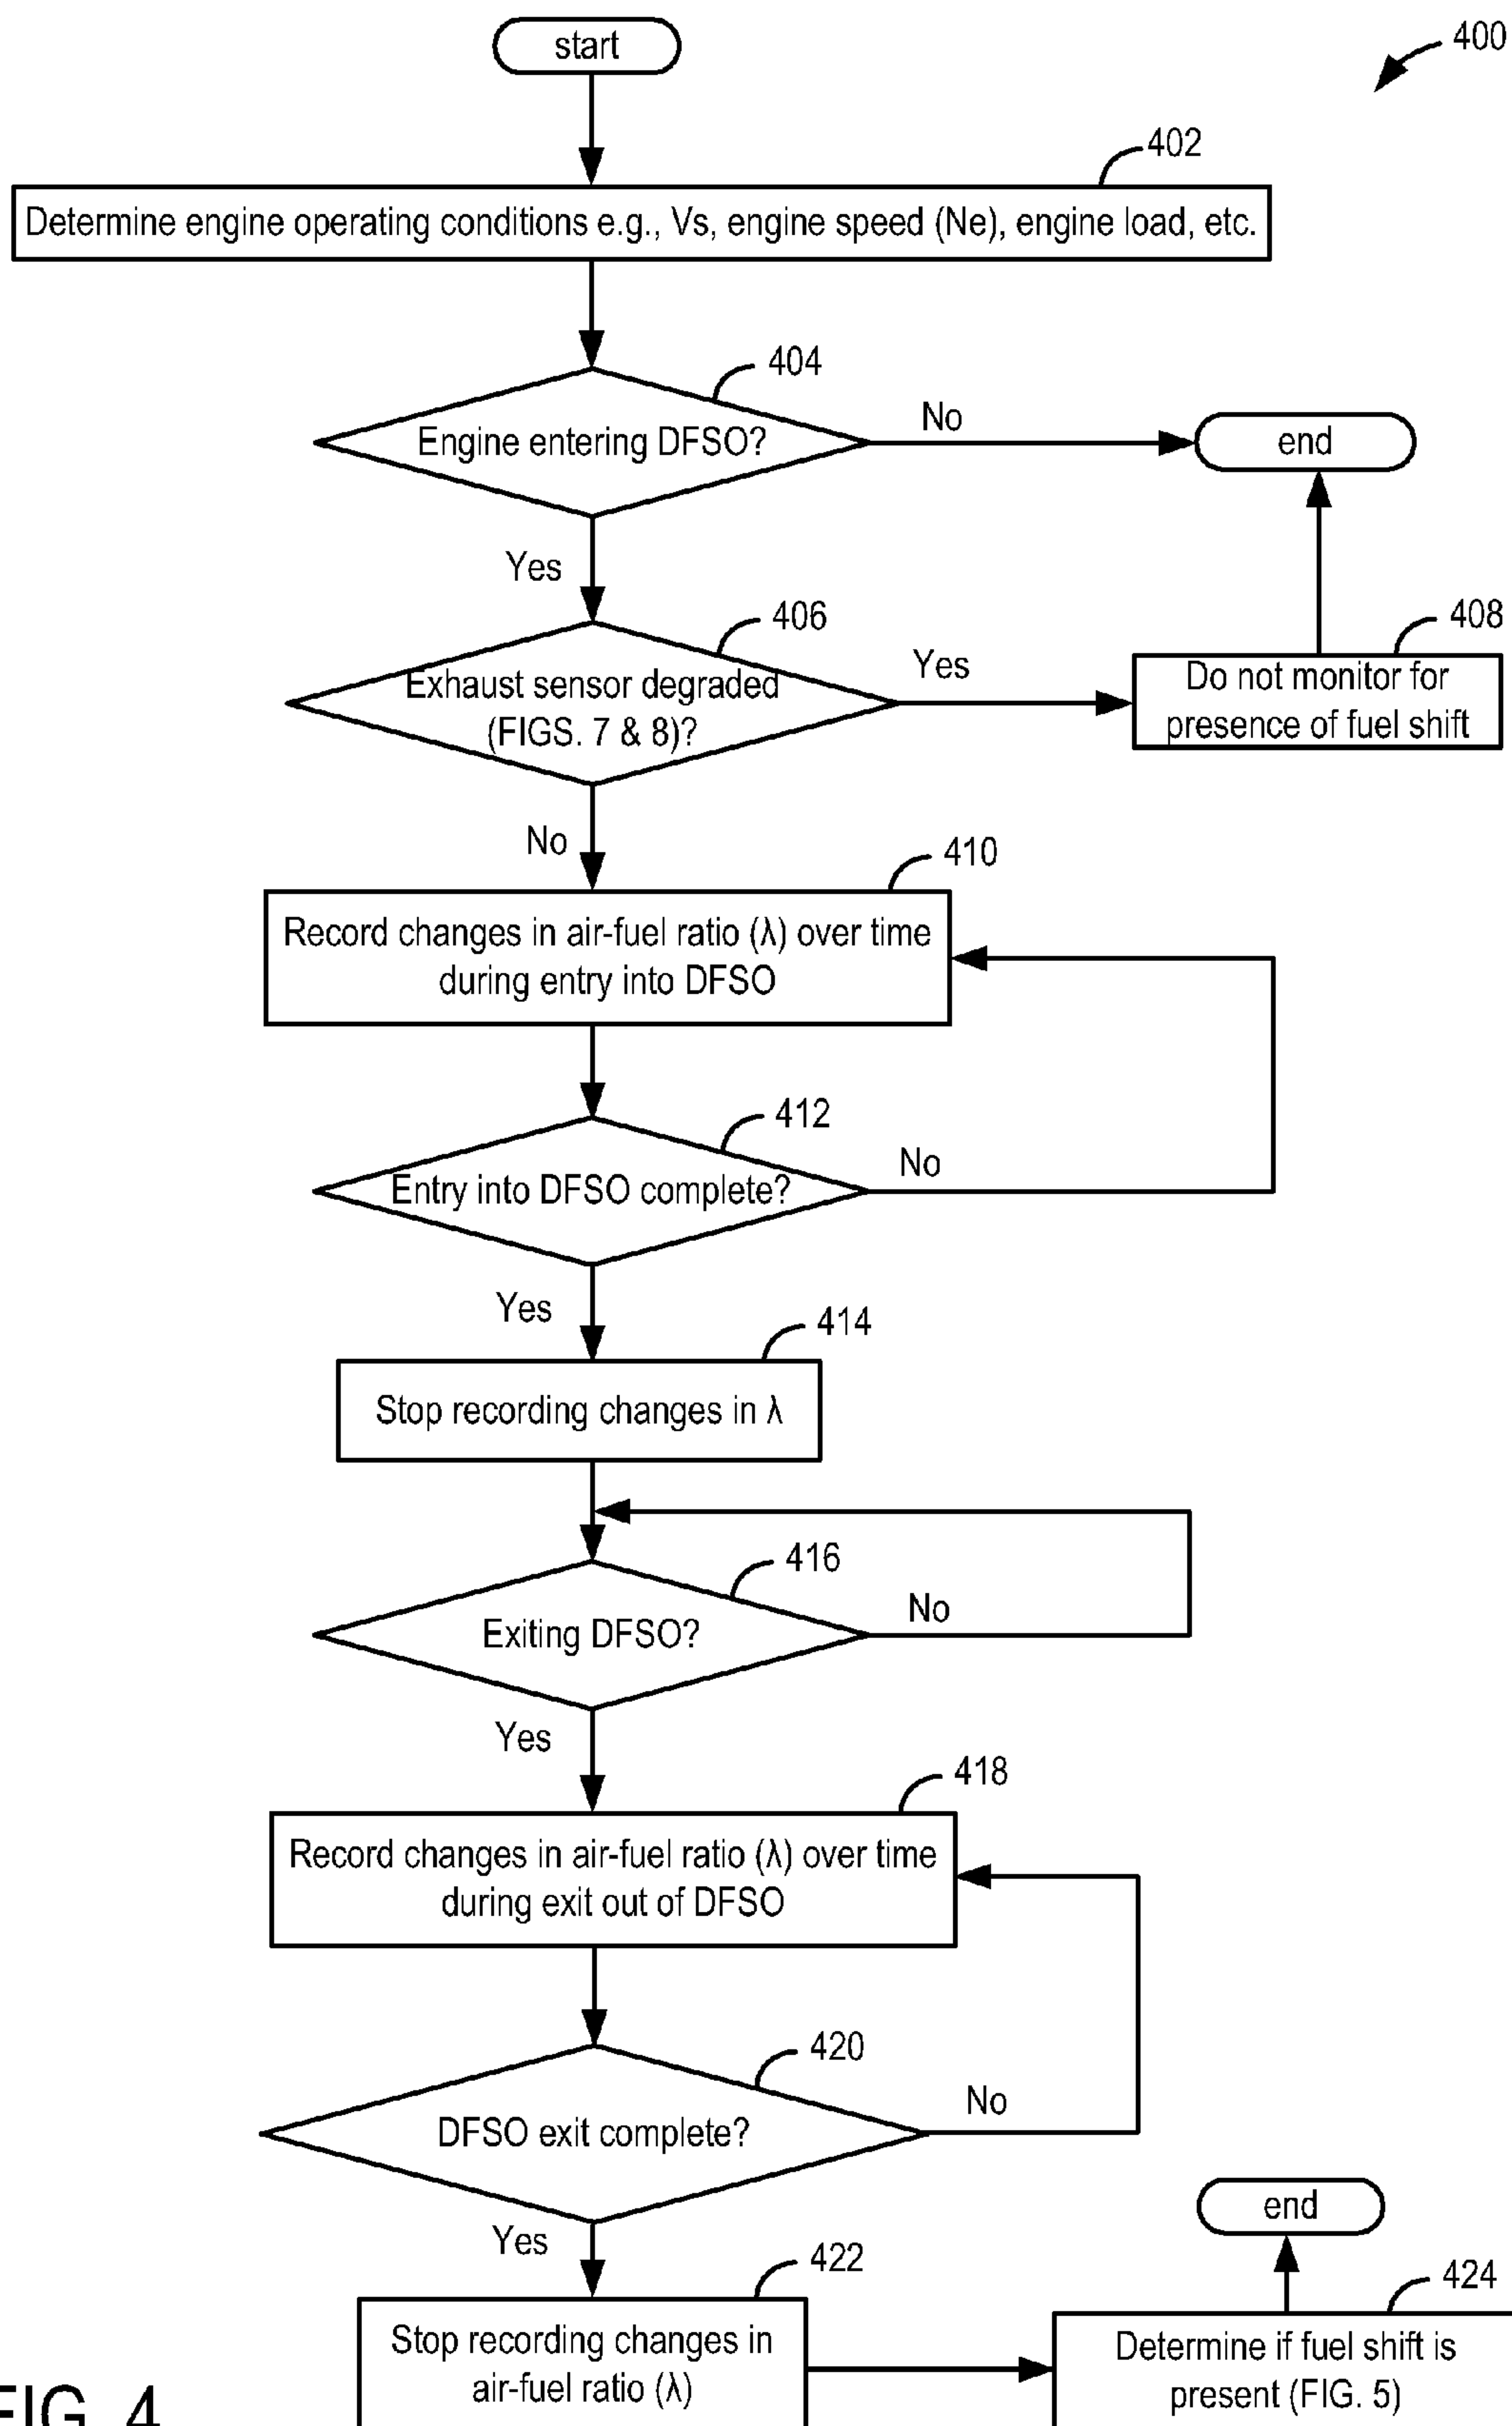 start
400
402
Determine engine operating conditions e.g., Vs, engine speed (Ne), engine load, etc.
404
Engine entering DFSO?
No
end
Yes
406
Exhaust sensor degraded
(FIGS. 7 & 8)?
Yes
408
Do not monitor for
presence of fuel shift
No
410
Record changes in air-fuel ratio (λ) over time
during entry into DFSO
412
Entry into DFSO complete?
No
Yes
414
Stop recording changes in λ
416
Exiting DFSO?
No
Yes
418
Record changes in air-fuel ratio (λ) over time
during exit out of DFSO
420
DFSO exit complete?
No
Yes
end
422
Stop recording changes in
air-fuel ratio (λ)
424
Determine if fuel shift is
present (FIG. 5)
FIG. 4